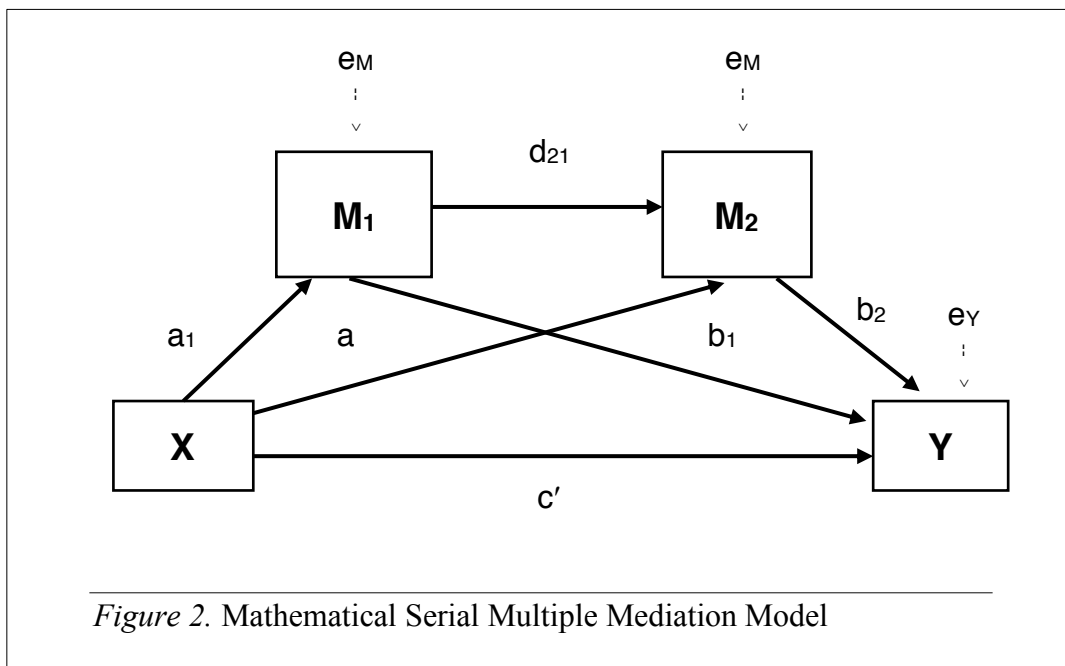 eM eM
d21
M1 M2
a1 a b1 b2 eY
X Y
c′
Figure 2. Mathematical Serial Multiple Mediation Model